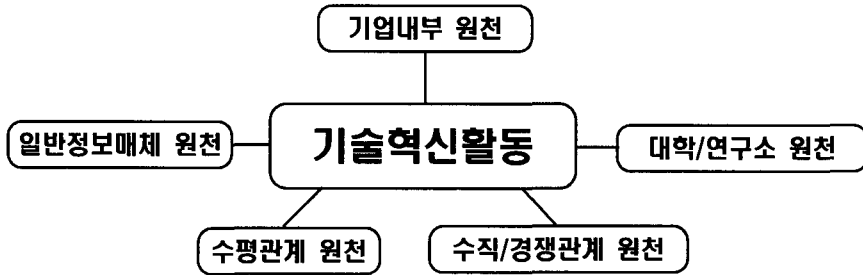 기업내부 원천
일반정보매체 원천
기술혁신활동
대학/연구소 원천
수평관계 원천
수직/경쟁관계 원천